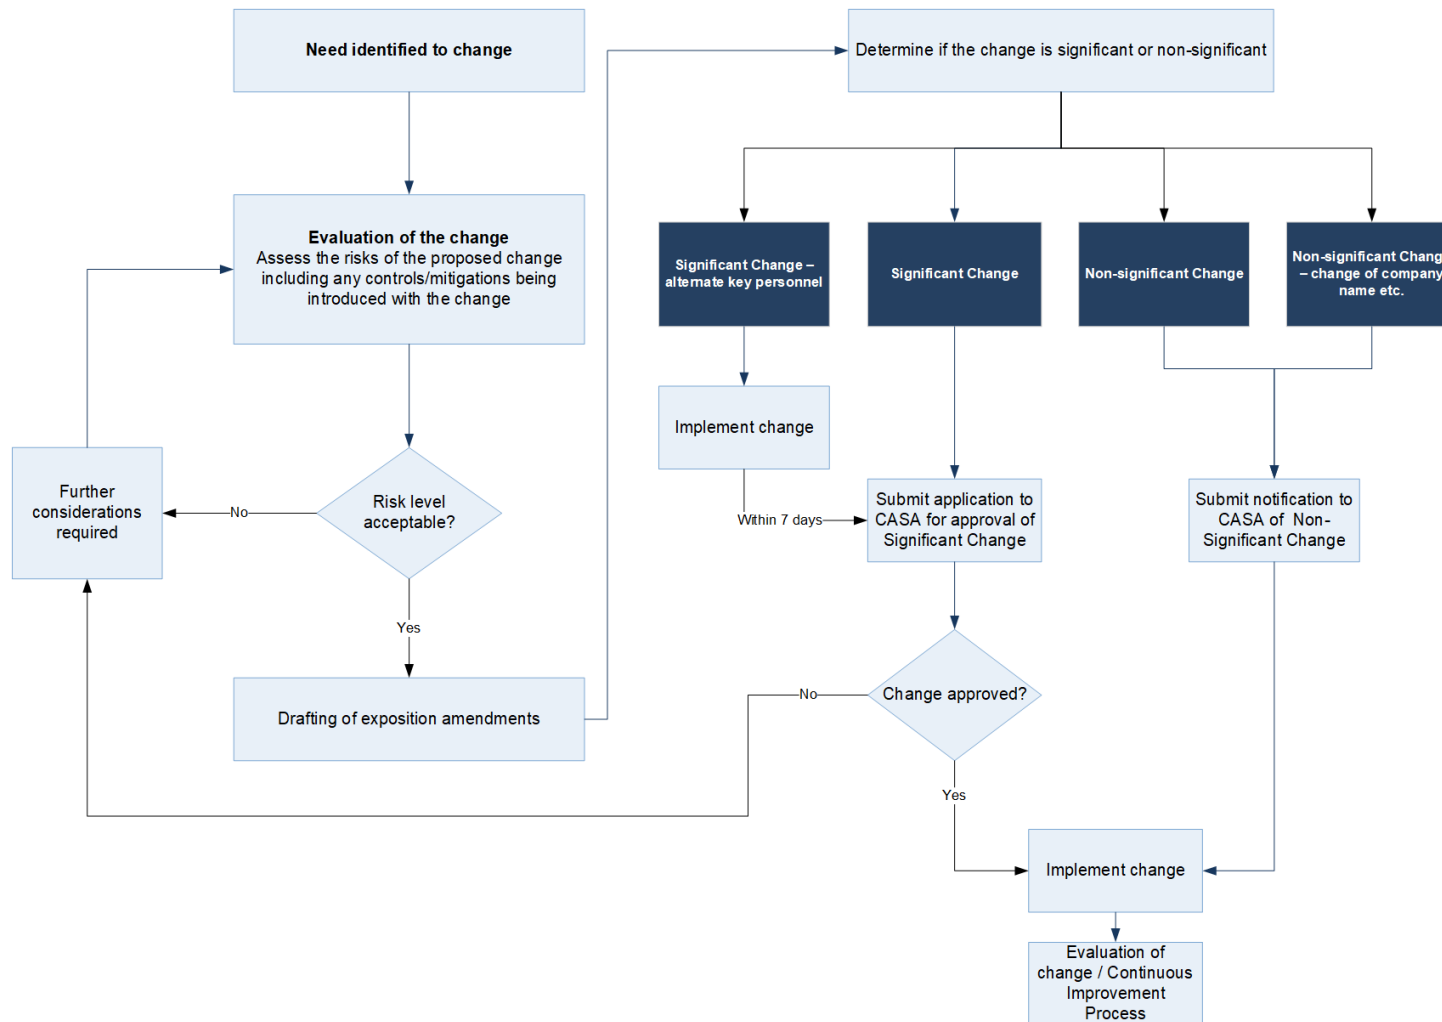 Need identified to change
Determine if the change is significant or non-significant
Evaluation of the change
Assess the risks of the proposed change
including any controls/mitigations being
introduced with the change
Significant Change –
alternate key personnel
Significant Change
Non-significant Change
Non-significant Change
– change of company
name etc.
Implement change
Further
considerations
required
No
Risk level
acceptable?
Within 7 days
Submit application to
CASA for approval of
Significant Change
Submit notification to
CASA of Non-
Significant Change
Yes
Drafting of exposition amendments
No
Change approved?
Yes
Implement change
Evaluation of
change / Continuous
Improvement
Process